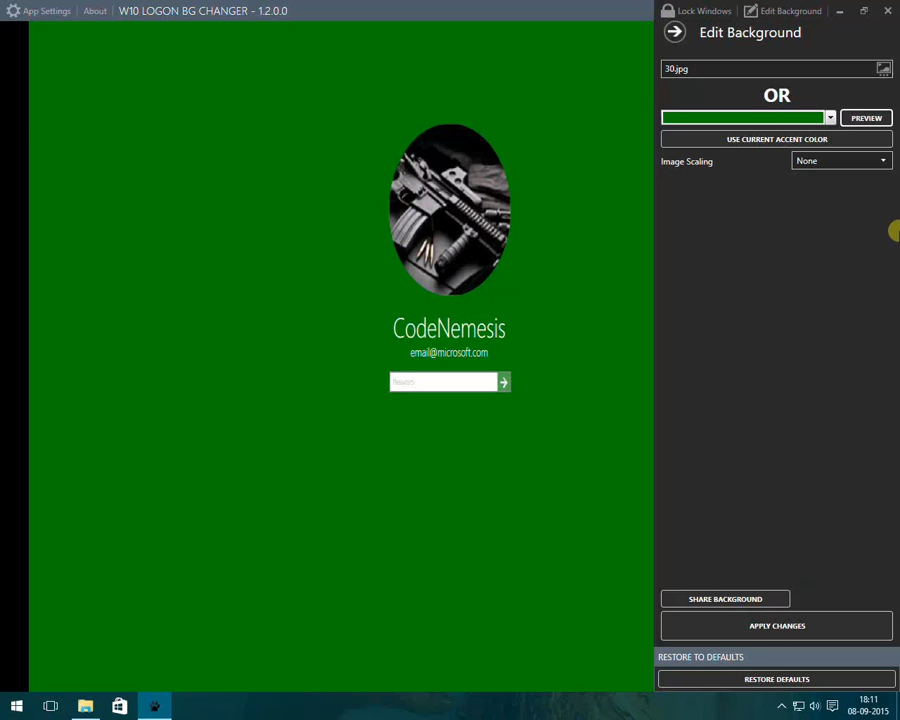 App Settings About W10 LOGON BG CHANGER - 1.2.0.0 Lock Windows Edit Background
Edit Background
30.jpg
OR
PREVIEW
USE CURRENT ACCENT COLOR
Image Scaling None
CodeNemesis
email@microsoft.com
Password
SHARE BACKGROUND
APPLY CHANGES
RESTORE TO DEFAULTS
RESTORE DEFAULTS
18:11
08-09-2015